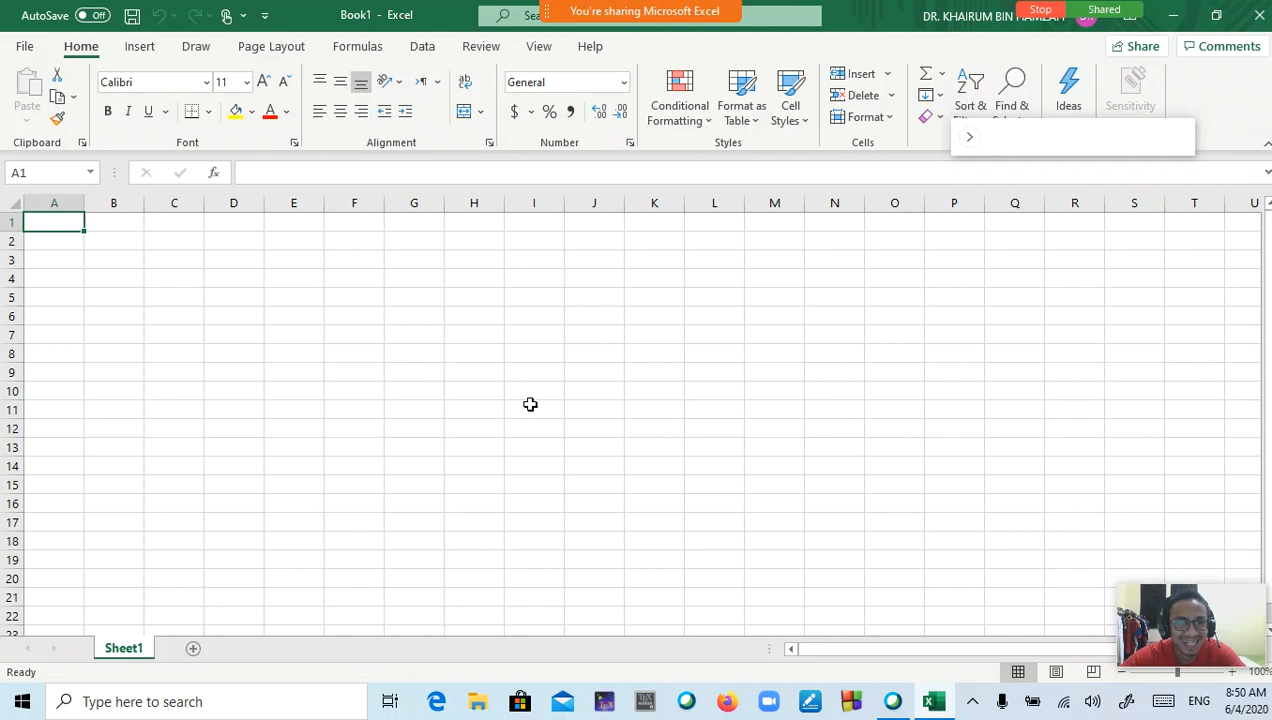 AutoSave Off Book1 - Excel Sea You're sharing Microsoft Excel DR. KHAIRUM BIN Stop Shared
File Home Insert Draw Page Layout Formulas Data Review View Help Share Comments
Paste Calibri 11 General Conditional Formatting Format as Table Cell Styles Insert Delete Format Sort & Find & Ideas Sensitivity
Clipboard Font Alignment Number Styles Cells
A1 fx
A B C D E F G H I J K L M N O P Q R S T U
1
2
3
4
5
6
7
8
9
10
11
12
13
14
15
16
17
18
19
20
21
22
23
Sheet1
Ready 100%
Type here to search ENG 8:50 AM
6/4/2020